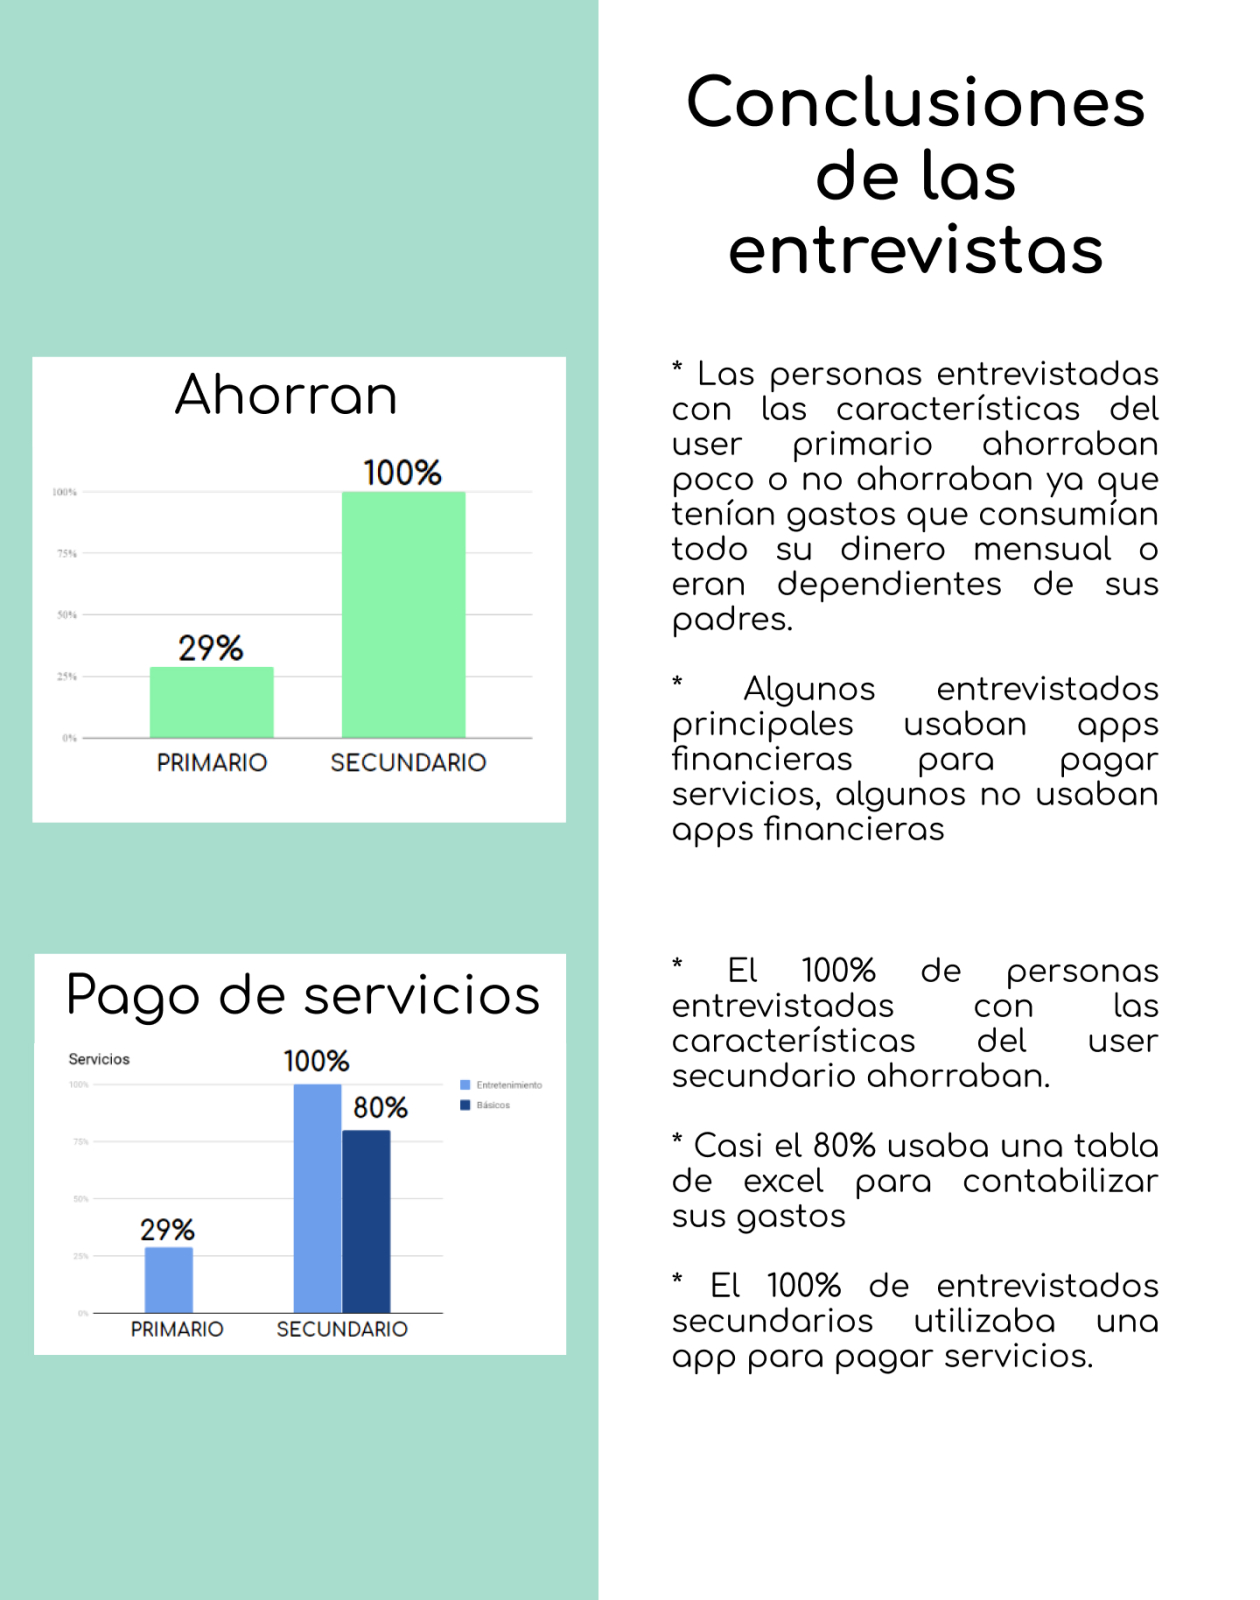 Conclusiones
de las
entrevistas
Ahorran
100%
100%
75%
50%
29%
25%
0%
PRIMARIO
SECUNDARIO
* Las personas entrevistadas
con las características del
user primario ahorraban
poco o no ahorraban ya que
tenían gastos que consumían
todo su dinero mensual o
eran dependientes de sus
padres.
* Algunos entrevistados
principales usaban apps
financieras para pagar
servicios, algunos no usaban
apps financieras
Pago de servicios
Servicios
100%
100%
80%
75%
50%
29%
25%
0%
PRIMARIO
SECUNDARIO
Entretenimiento
Básicos
* El 100% de personas
entrevistadas con las
características del user
secundario ahorraban.
* Casi el 80% usaba una tabla
de excel para contabilizar
sus gastos
* El 100% de entrevistados
secundarios utilizaba una
app para pagar servicios.